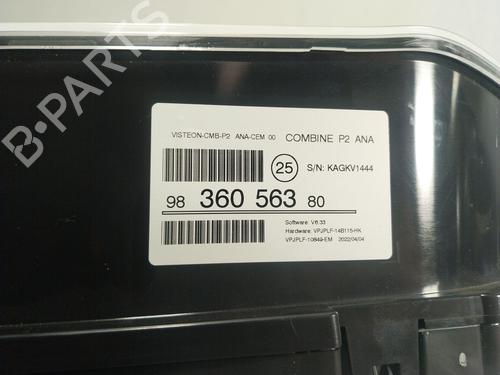 VISTEON-CMB-P2 ANA-CEM 00 COMBINE P2 ANA
25 S/N: KAGKV1444
98 360 563 80
Software: V6.33
Hardware: VPJPLF-14B115-HK
VPJPLF-10849-EM 2022/04/04
B-PARTS